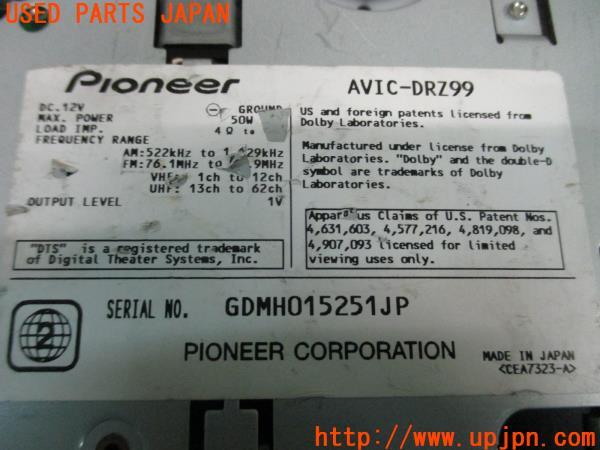 USED PARTS JAPAN
Pioneer
AVIC-DRZ99
DC.12V GROUND
MAX. POWER 50W
LOAD IMP. 4Ω to
FREQUENCY RANGE
AM:522kHz to
FM:76.1MHz to
VHF: 1ch to 12ch
UHF: 13ch to 62ch
OUTPUT LEVEL 1V
"DTS" is a registered trademark
of Digital Theater Systems, Inc.
US and foreign patents licensed from
Dolby Laboratories.
Manufactured under license from Dolby
Laboratories. "Dolby" and the double-D
symbol are trademarks of Dolby
Laboratories.
Apparatus Claims of U.S. Patent Nos.
4,631,603, 4,577,216, 4,819,098, and
4,907,093 licensed for limited
viewing uses only.
2
SERIAL NO. GDMH015251JP
PIONEER CORPORATION
MADE IN JAPAN
<CEA7323-A>
http://www.upjpn.com/